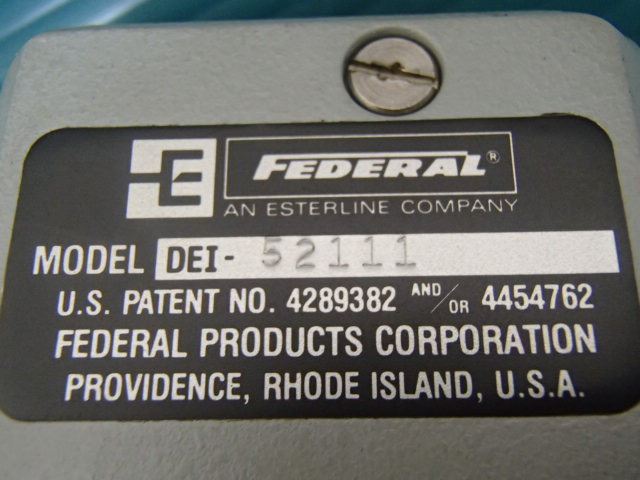 FEDERAL®
AN ESTERLINE COMPANY
MODEL DEI- 52111
U.S. PATENT NO. 4289382 AND/OR 4454762
FEDERAL PRODUCTS CORPORATION
PROVIDENCE, RHODE ISLAND, U.S.A.